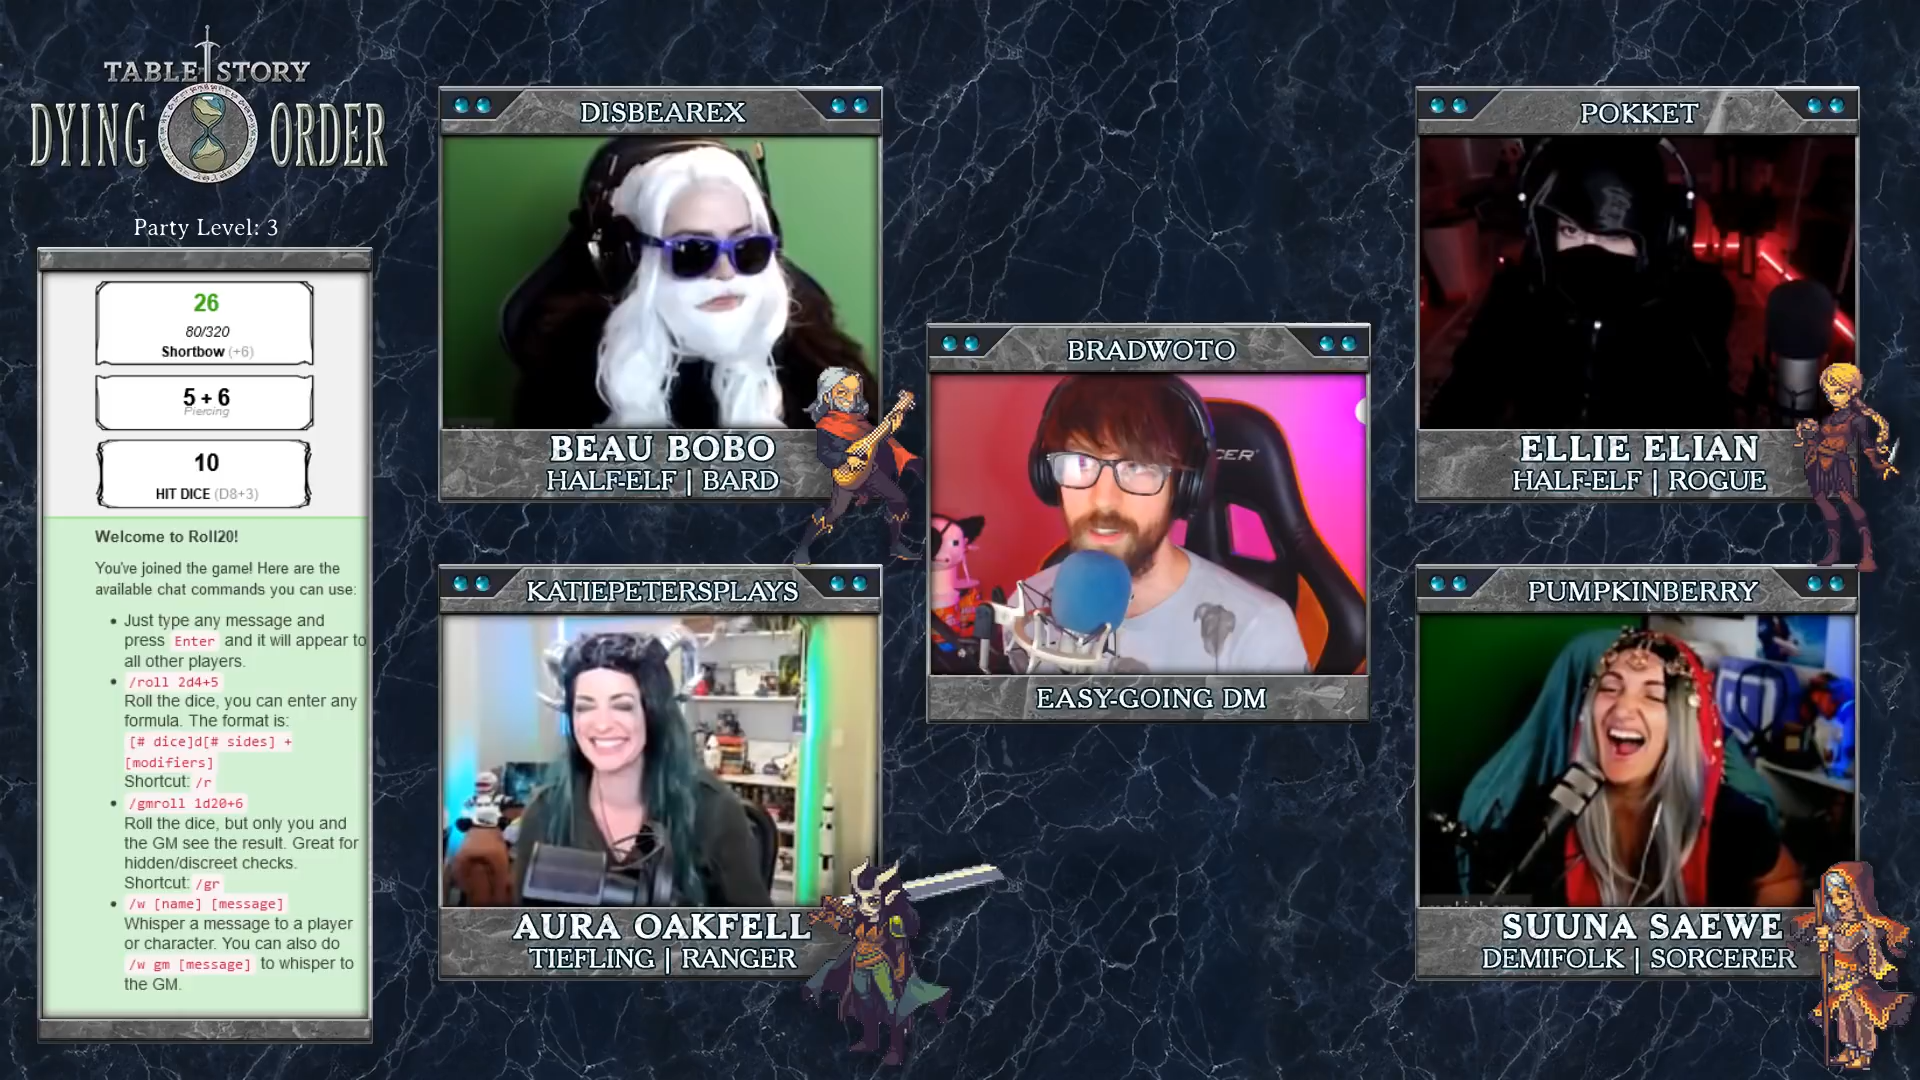 TABLE STORY
DYING ORDER
Party Level: 3
26
80/320
Shortbow (+6)
5 + 6
Piercing
10
HIT DICE (D8+3)
Welcome to Roll20!
You've joined the game! Here are the
available chat commands you can use:
• Just type any message and
press Enter and it will appear to
all other players.
• /roll 2d4+5
Roll the dice, you can enter any
formula. The format is:
[# dice]d[# sides] +
[modifiers]
Shortcut: /r
• /gmroll 1d20+6
Roll the dice, but only you and
the GM see the result. Great for
hidden/discreet checks.
Shortcut: /gr
• /w [name] [message]
Whisper a message to a player
or character. You can also do
/w gm [message] to whisper to
the GM.
DISBEAREX
BEAU BOBO
HALF-ELF | BARD
KATIEPETERSPLAYS
AURA OAKFELL
TIEFLING | RANGER
BRADWOTO
EASY-GOING DM
POKKET
ELLIE ELIAN
HALF-ELF | ROGUE
PUMPKINBERRY
SUUNA SAEWE
DEMIFOLK | SORCERER